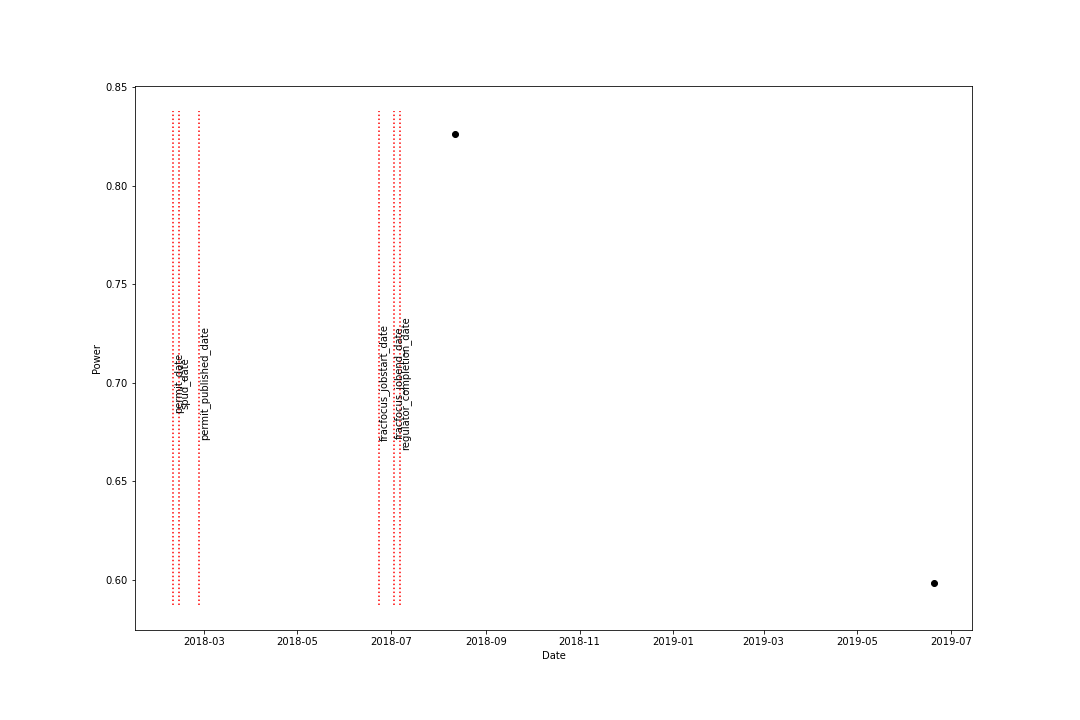 0.85
0.80
0.75
0.70
0.65
0.60
Power
permit_date
spud_date
permit_published_date
fracfocus_jobstart_date
fracfocus_jobend_date
regulator_completion_date
2018-03
2018-05
2018-07
2018-09
2018-11
2019-01
2019-03
2019-05
2019-07
Date